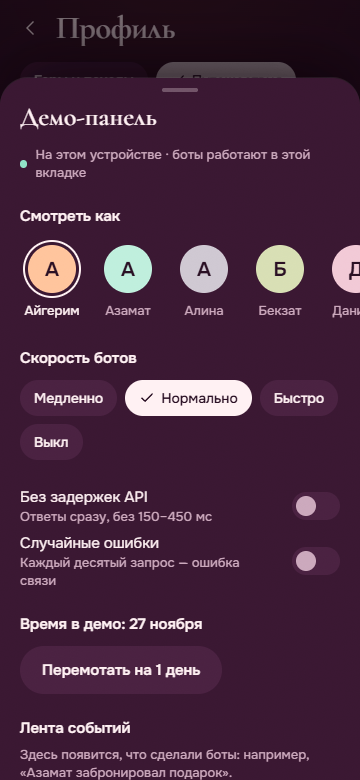 Профиль
Демо-панель
На этом устройстве · боты работают в этой
вкладке
Смотреть как
А А А Б Д
Айгерим Азамат Алина Бекзат Дани
Скорость ботов
Медленно Нормально Быстро
Выкл
Без задержек API
Ответы сразу, без 150–450 мс
Случайные ошибки
Каждый десятый запрос — ошибка
связи
Время в демо: 27 ноября
Перемотать на 1 день
Лента событий
Здесь появится, что сделали боты: например,
«Азамат забронировал подарок».